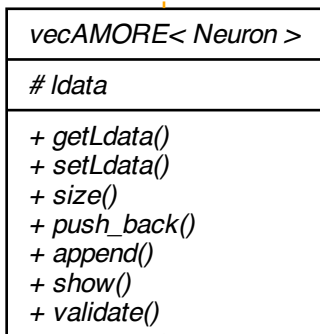 vecAMORE< Neuron >
# ldata
+ getLdata()
+ setLdata()
+ size()
+ push_back()
+ append()
+ show()
+ validate()